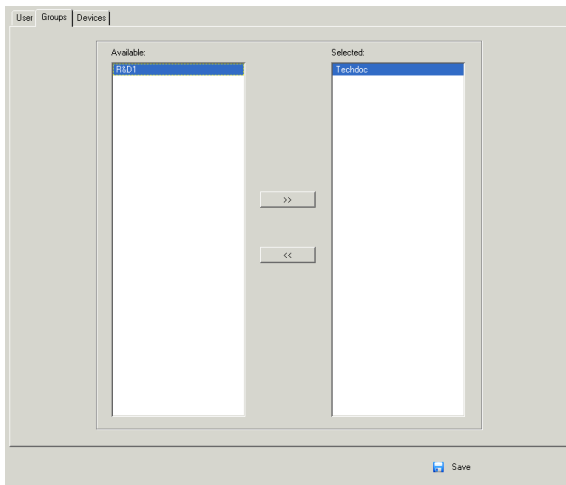 User Groups Devices
Available: Selected:
R&D1 Techdoc
>>
<<
Save